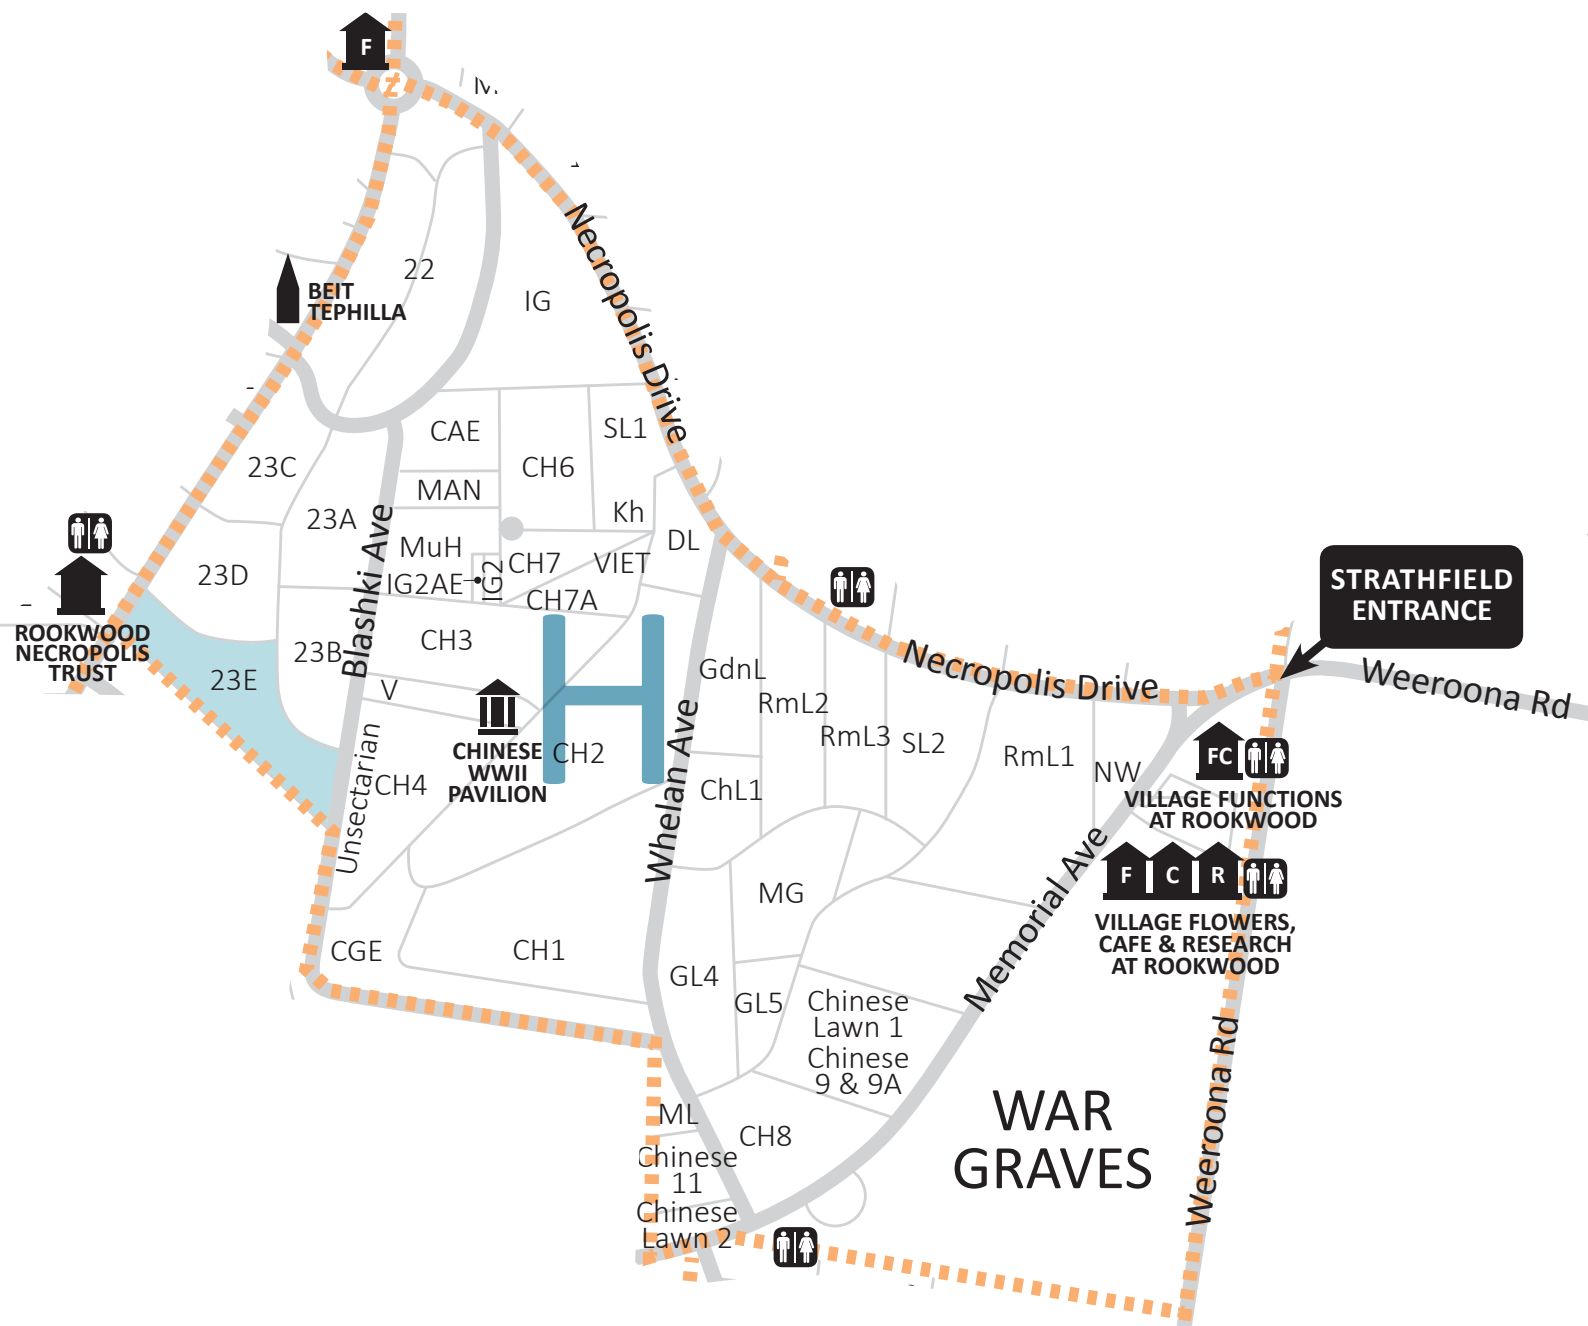 F
22
IG
BEIT
TEPHILLA
Necropolis Drive
CAE
SL1
23C
CH6
MAN
Kh
23A
Blashki Ave
MuH
CH7
VIET
DL
23D
IG2AE
IG2
CH7A
ROOKWOOD
NECROPOLIS
TRUST
23B
CH3
23E
V
H
GdnL
RmL2
RmL3
SL2
RmL1
NW
Necropolis Drive
STRATHFIELD
ENTRANCE
Weeroona Rd
CHINESE
WWII
PAVILION
CH2
CH4
Unsectarian
Whelan Ave
ChL1
FC
VILLAGE FUNCTIONS
AT ROOKWOOD
F C R
VILLAGE FLOWERS,
CAFE & RESEARCH
AT ROOKWOOD
MG
Memorial Ave
CGE
CH1
GL4
GL5
Chinese
Lawn 1
Chinese
9 & 9A
WAR
GRAVES
Weeroona Rd
ML
CH8
Chinese
11
Chinese
Lawn 2